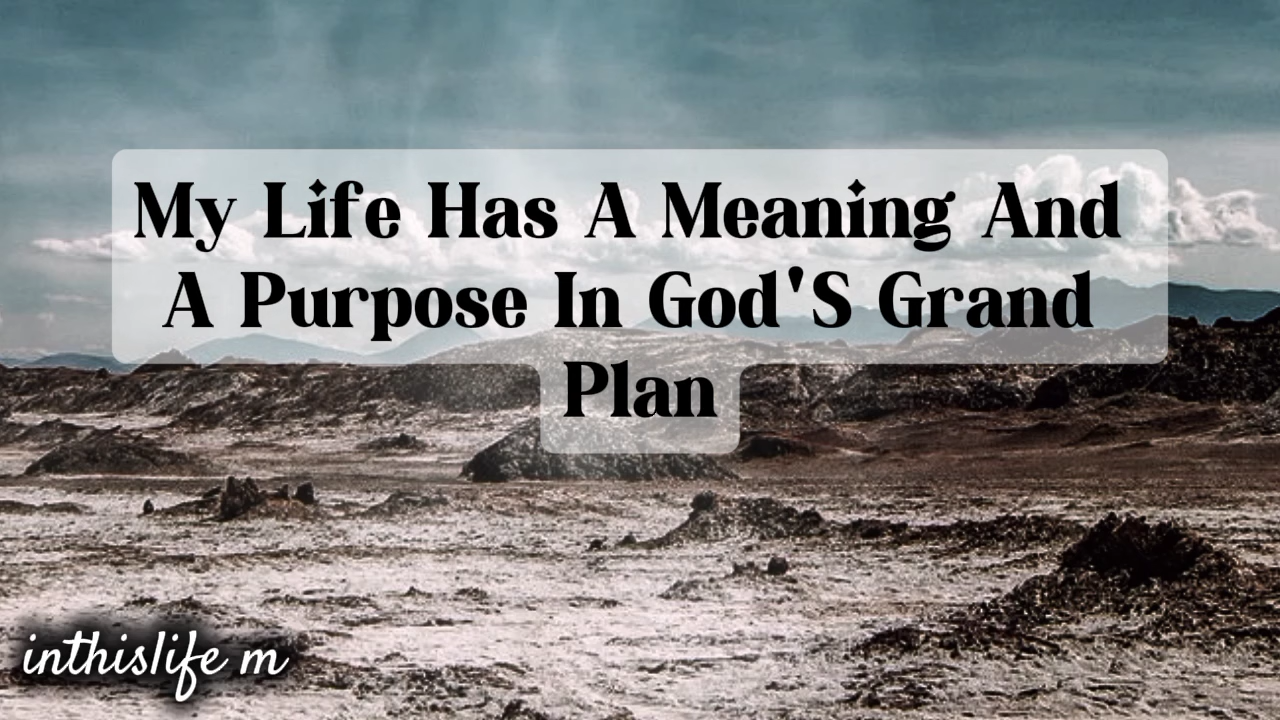 My Life Has A Meaning And
A Purpose In God'S Grand
Plan
inthislife m